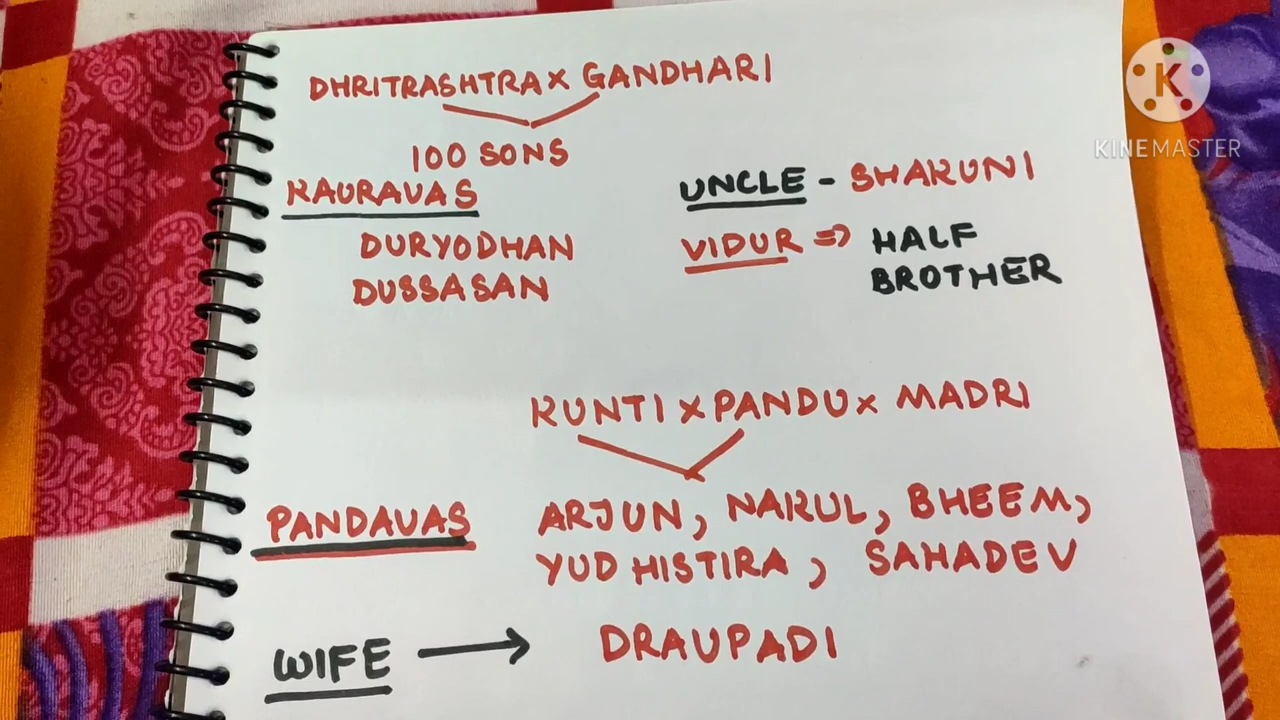 DHRITRASHTRA X GANDHARI
100 SONS
KAURAVAS
DURYODHAN
DUSSASAN
UNCLE - SHAKUNI
VIDUR => HALF
BROTHER
KUNTI X PANDU X MADRI
PANDAVAS
ARJUN, NAKUL, BHEEM,
YUDHISTIRA, SAHADEV
WIFE → DRAUPADI
K
KINEMASTER